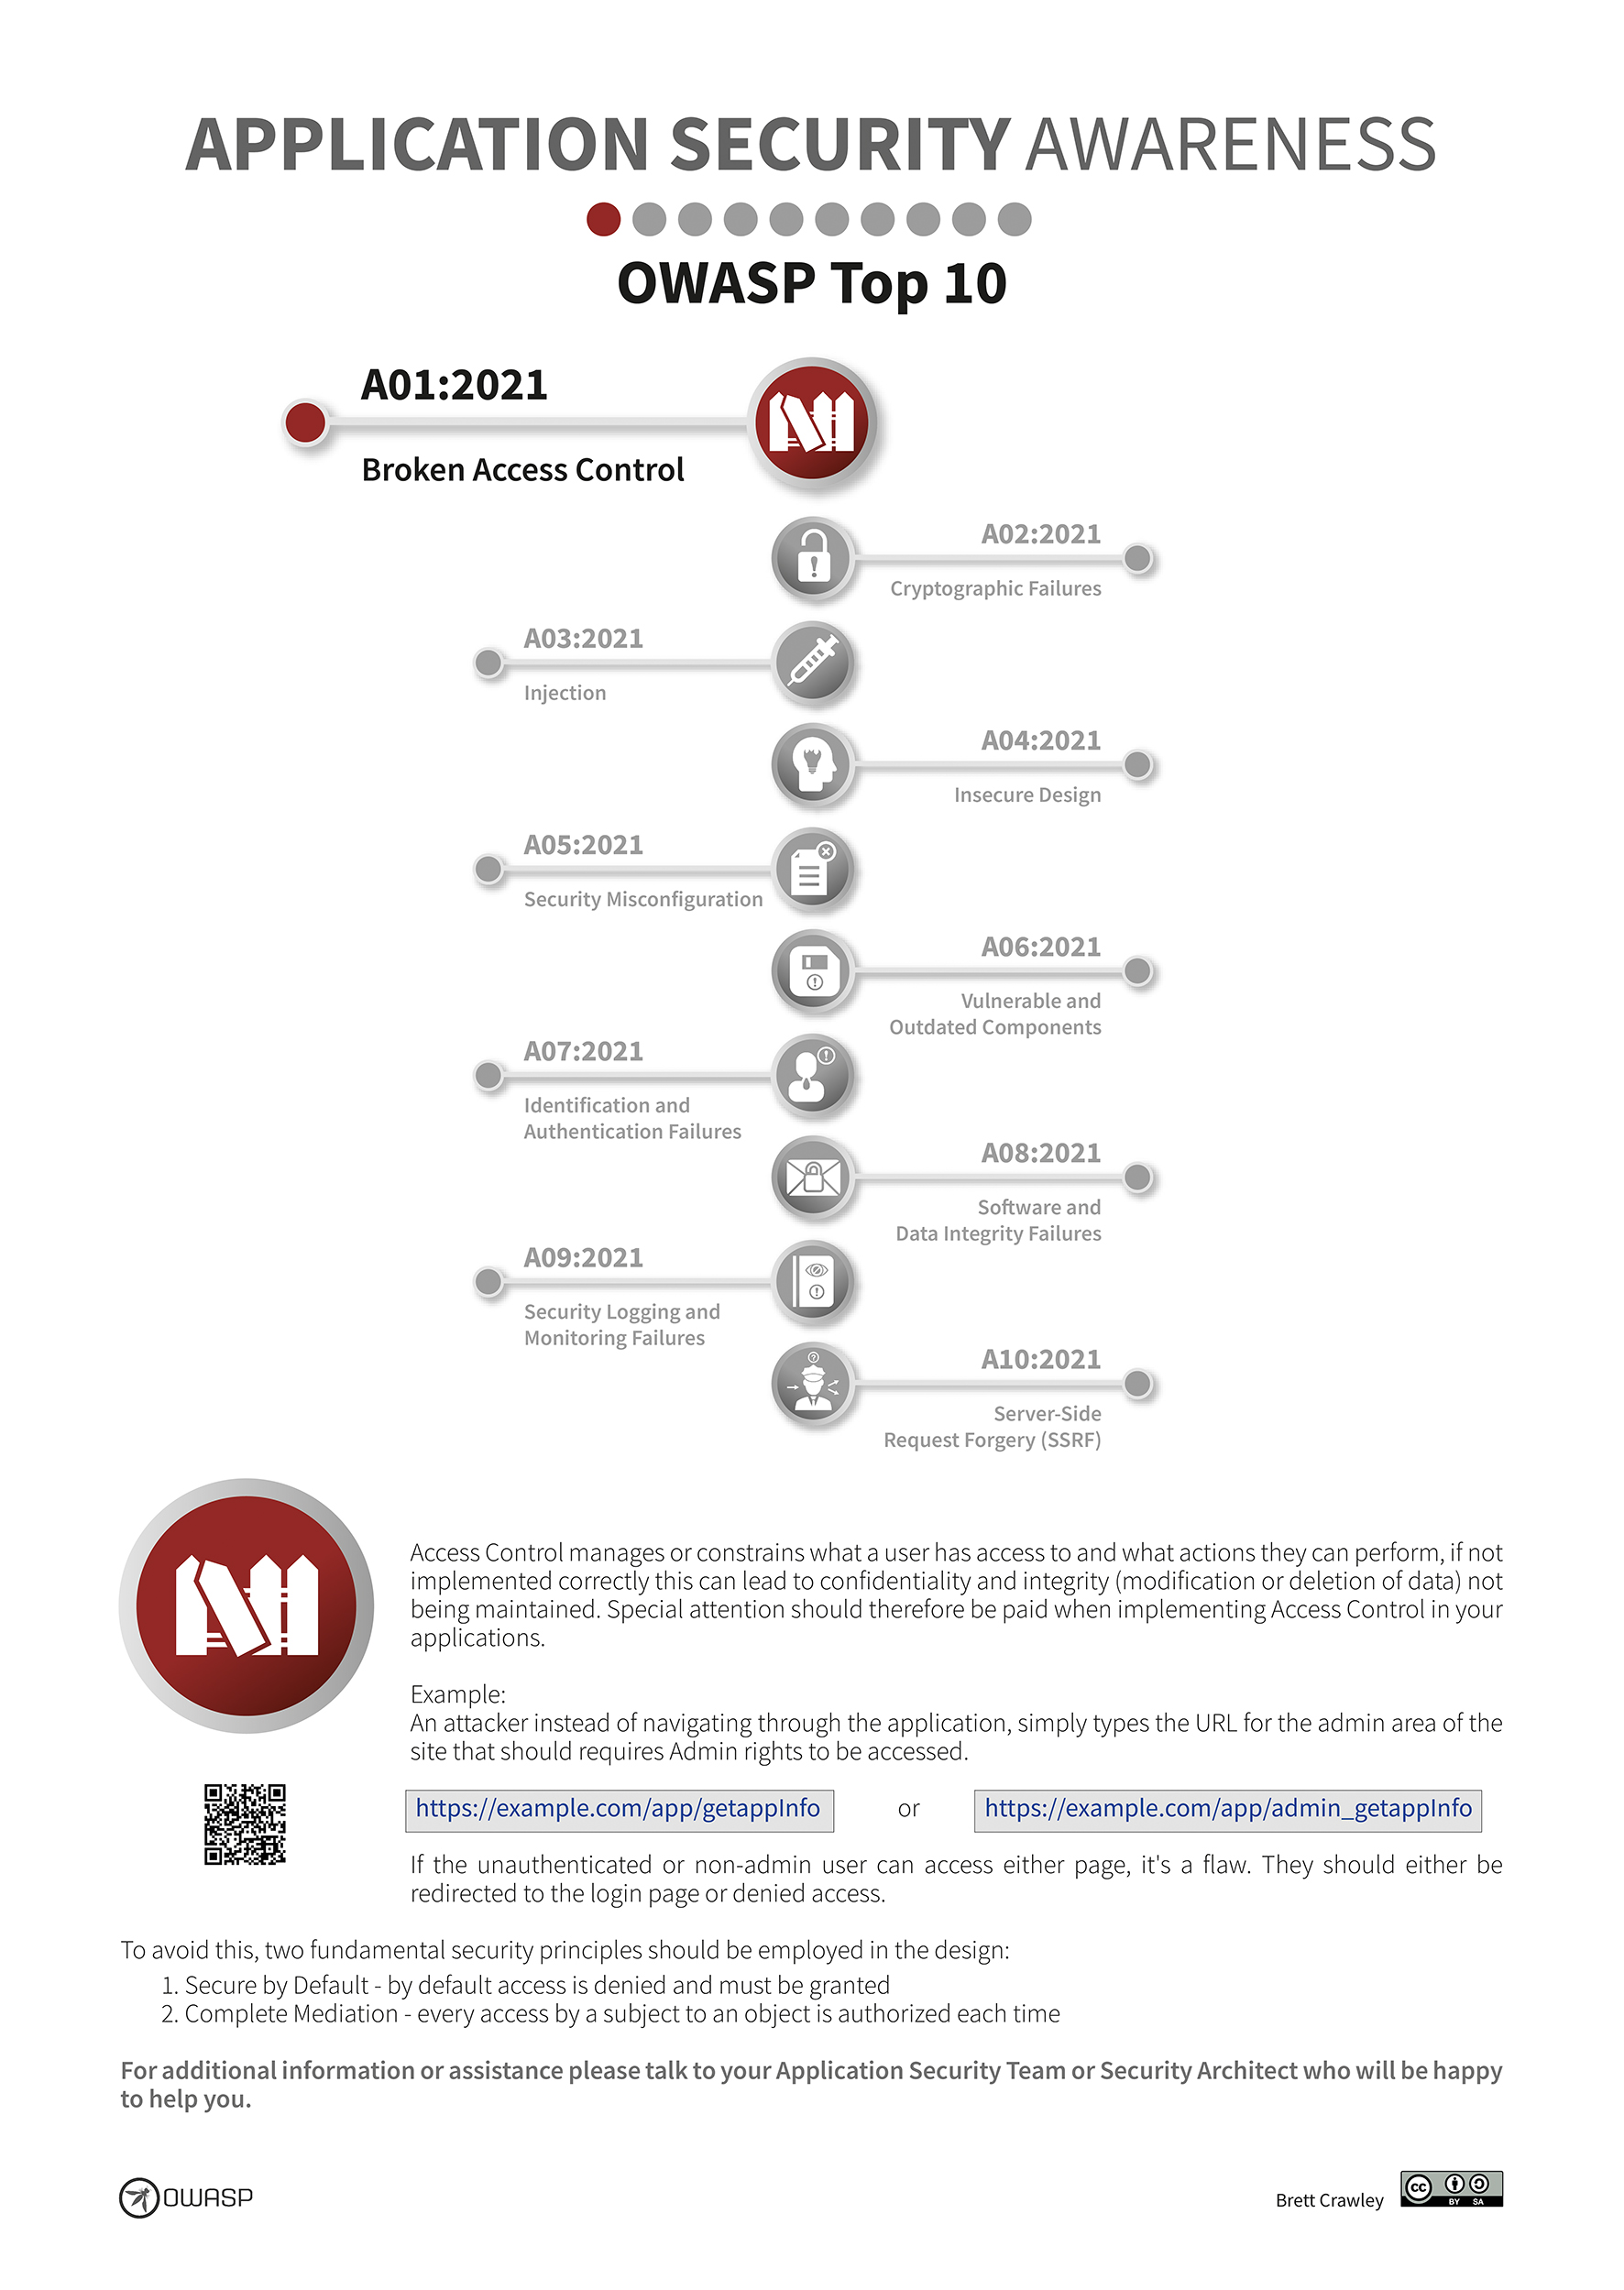 APPLICATION SECURITY AWARENESS
OWASP Top 10
A01:2021
Broken Access Control
A02:2021
Cryptographic Failures
A03:2021
Injection
A04:2021
Insecure Design
A05:2021
Security Misconfiguration
A06:2021
Vulnerable and
Outdated Components
A07:2021
Identification and
Authentication Failures
A08:2021
Software and
Data Integrity Failures
A09:2021
Security Logging and
Monitoring Failures
A10:2021
Server-Side
Request Forgery (SSRF)
Access Control manages or constrains what a user has access to and what actions they can perform, if not
implemented correctly this can lead to confidentiality and integrity (modification or deletion of data) not
being maintained. Special attention should therefore be paid when implementing Access Control in your
applications.
Example:
An attacker instead of navigating through the application, simply types the URL for the admin area of the
site that should requires Admin rights to be accessed.
https://example.com/app/getappInfo or https://example.com/app/admin_getappInfo
If the unauthenticated or non-admin user can access either page, it's a flaw. They should either be
redirected to the login page or denied access.
To avoid this, two fundamental security principles should be employed in the design:
1. Secure by Default - by default access is denied and must be granted
2. Complete Mediation - every access by a subject to an object is authorized each time
For additional information or assistance please talk to your Application Security Team or Security Architect who will be happy
to help you.
OWASP
Brett Crawley
cc
BY SA